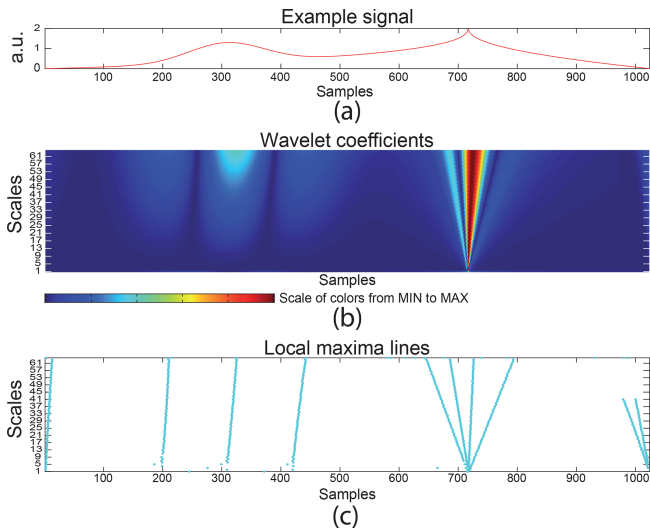 Example signal
a.u.
2
1
0
100 200 300 400 500 600 700 800 900 1000
Samples
(a)
Wavelet coefficients
Scales
61
57
53
49
45
41
37
33
29
25
21
17
13
9
5
1
Samples
Scale of colors from MIN to MAX
(b)
Local maxima lines
Scales
61
57
53
49
45
41
37
33
29
25
21
17
13
9
5
1
100 200 300 400 500 600 700 800 900 1000
Samples
(c)